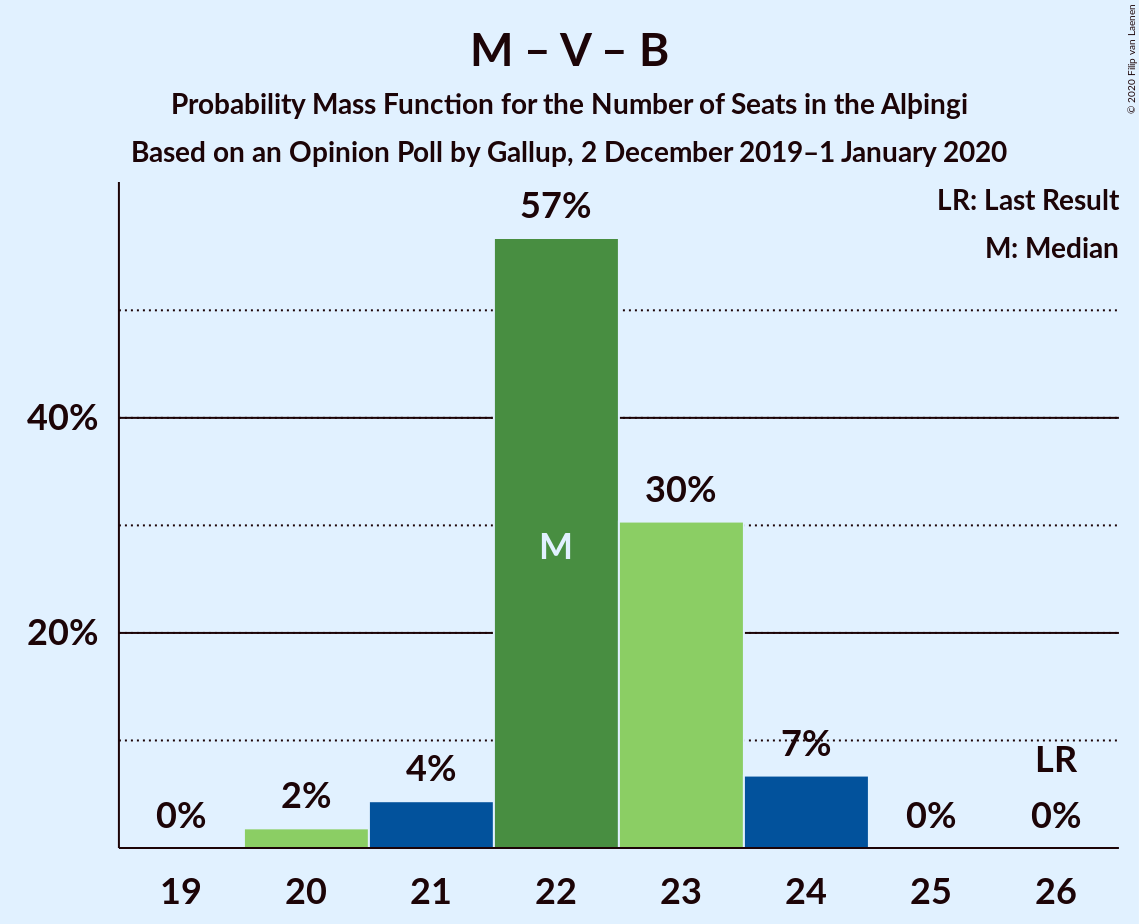 M – V – B
Probability Mass Function for the Number of Seats in the Alþingi
Based on an Opinion Poll by Gallup, 2 December 2019–1 January 2020
© 2020 Filip van Laenen
LR: Last Result
M: Median
57%
40%
30%
M
20%
7%
LR
4%
2%
0%
0%
0%
19 20 21 22 23 24 25 26